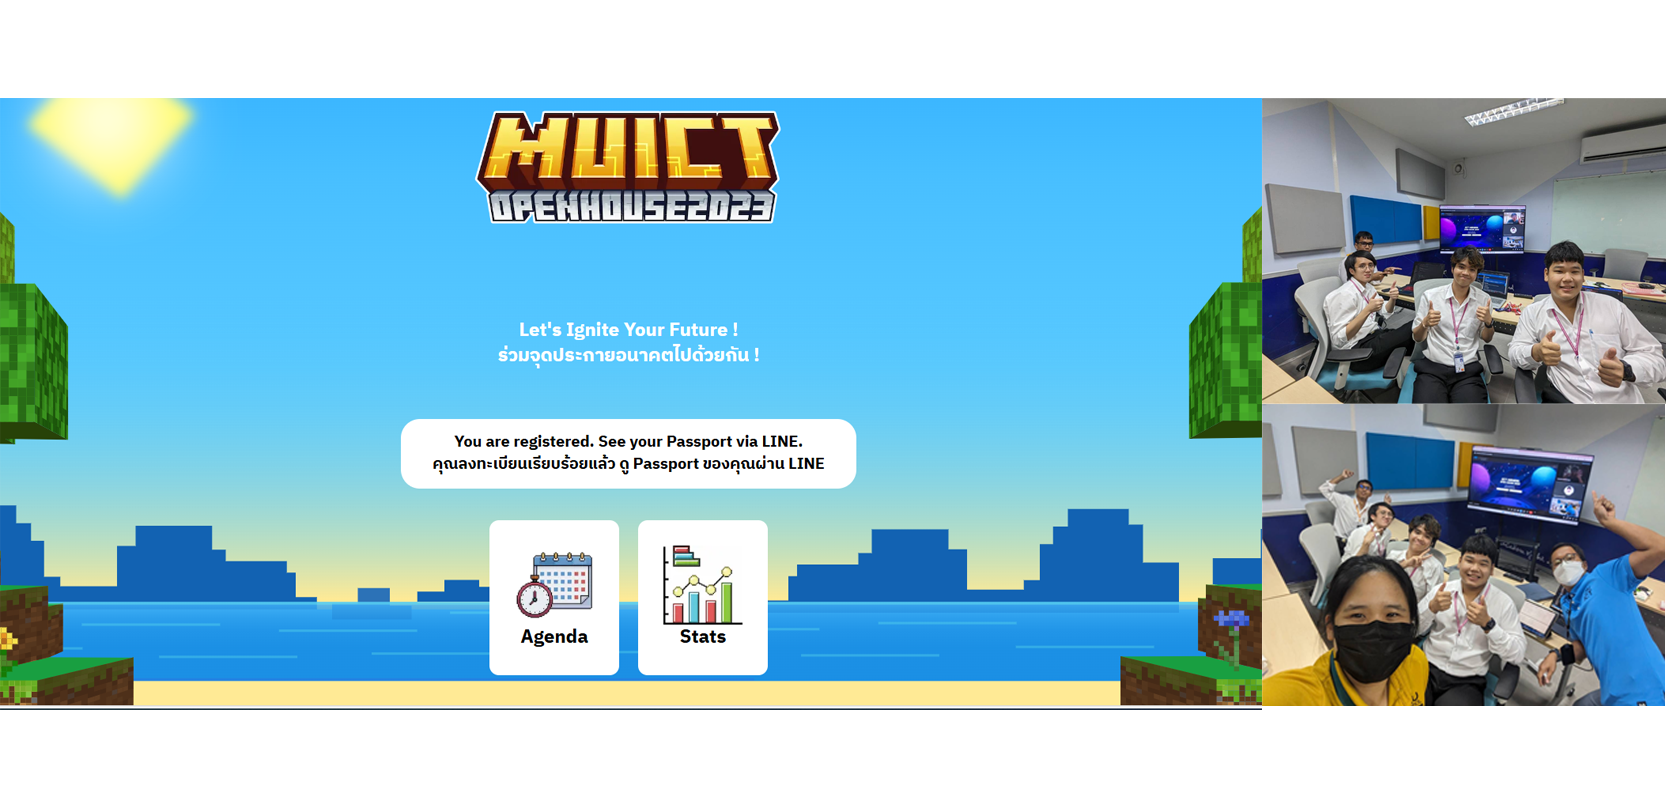 MUICT
OPENHOUSE2023
Let's Ignite Your Future !
ร่วมจุดประกายอนาคตไปด้วยกัน !
You are registered. See your Passport via LINE.
คุณลงทะเบียนเรียบร้อยแล้ว ดู Passport ของคุณผ่าน LINE
Agenda
Stats